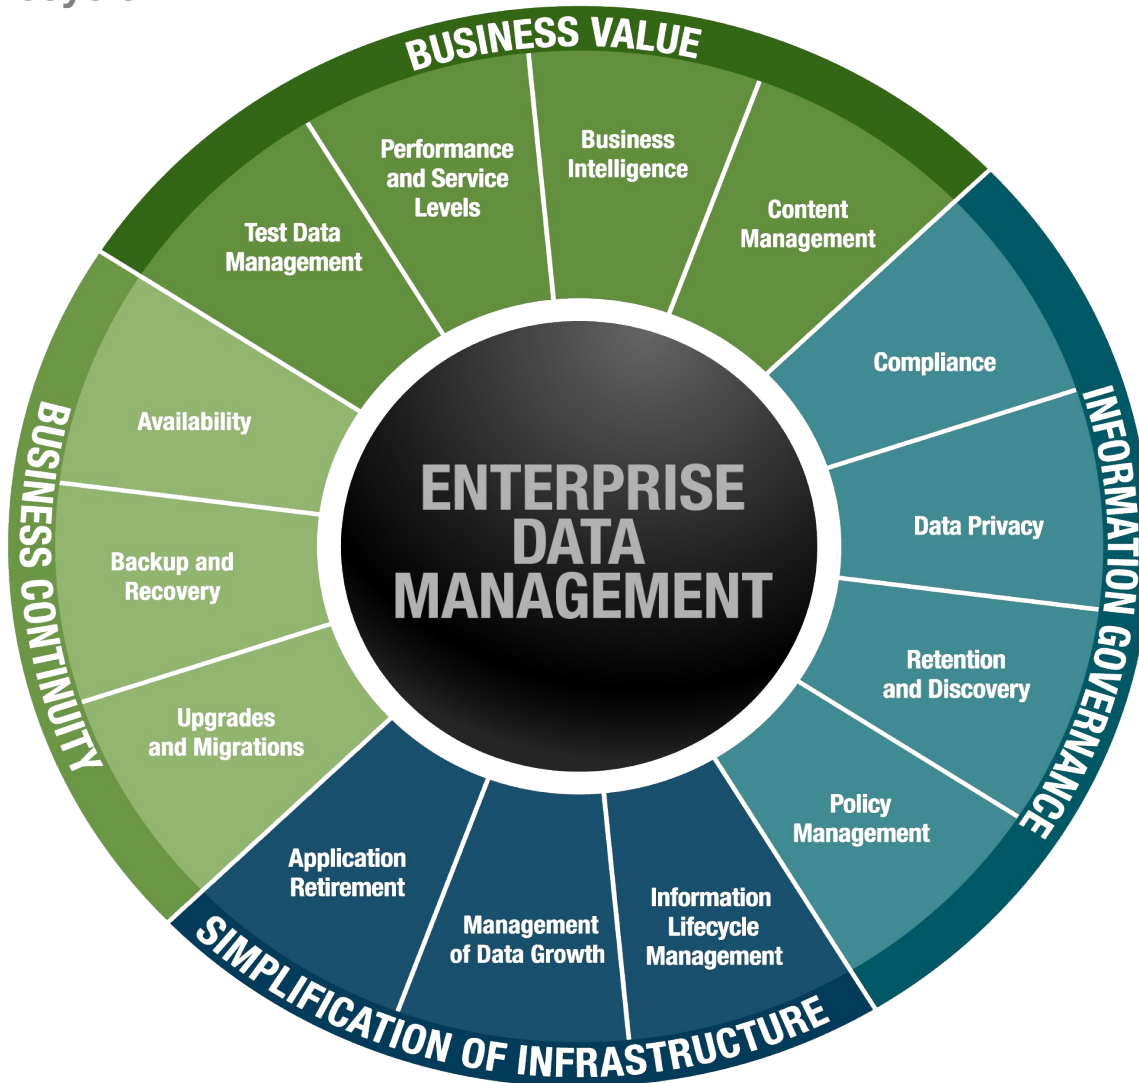 BUSINESS VALUE
Test Data
Management
Performance
and Service
Levels
Business
Intelligence
Content
Management
INFORMATION GOVERNANCE
Compliance
Data Privacy
Retention
and Discovery
Policy
Management
SIMPLIFICATION OF INFRASTRUCTURE
Information
Lifecycle
Management
Management
of Data Growth
Application
Retirement
BUSINESS CONTINUITY
Upgrades
and Migrations
Backup and
Recovery
Availability
ENTERPRISE
DATA
MANAGEMENT